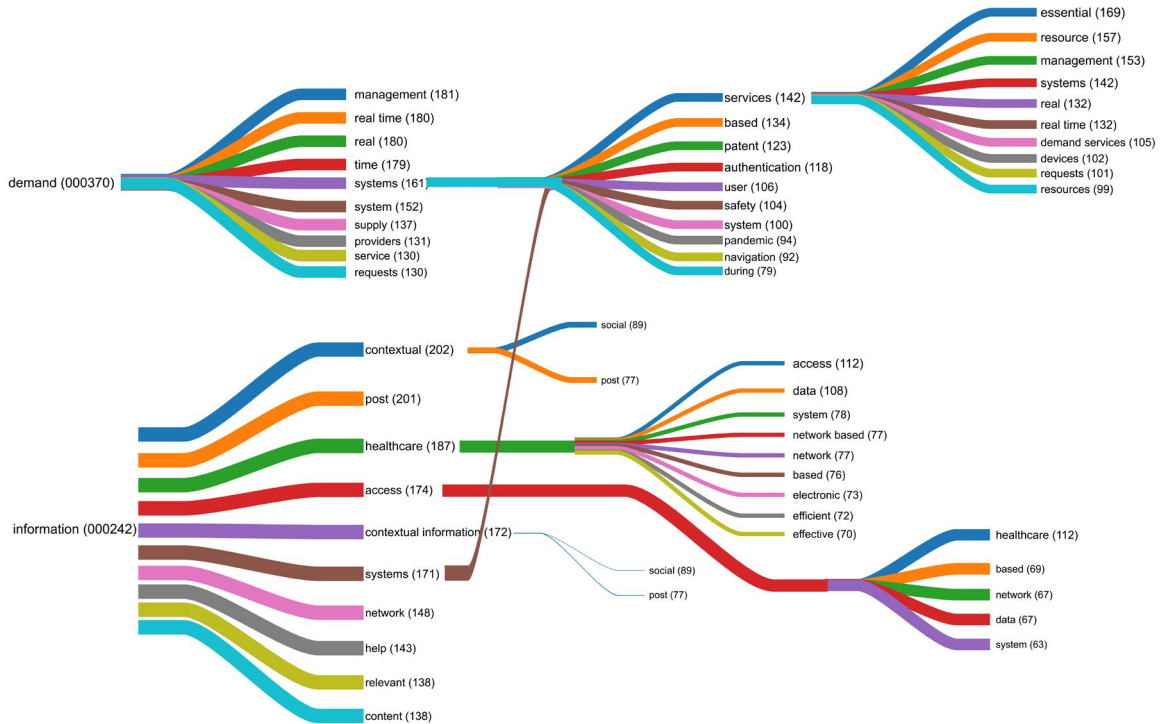 demand (000370)
management (181)
real time (180)
real (180)
time (179)
systems (161)
system (152)
supply (137)
providers (131)
service (130)
requests (130)
services (142)
based (134)
patent (123)
authentication (118)
user (106)
safety (104)
system (100)
pandemic (94)
navigation (92)
during (79)
essential (169)
resource (157)
management (153)
systems (142)
real (132)
real time (132)
demand services (105)
devices (102)
requests (101)
resources (99)
information (000242)
contextual (202)
post (201)
healthcare (187)
access (174)
contextual information (172)
systems (171)
network (148)
help (143)
relevant (138)
content (138)
social (89)
post (77)
access (112)
data (108)
system (78)
network based (77)
network (77)
based (76)
electronic (73)
efficient (72)
effective (70)
social (89)
post (77)
healthcare (112)
based (69)
network (67)
data (67)
system (63)